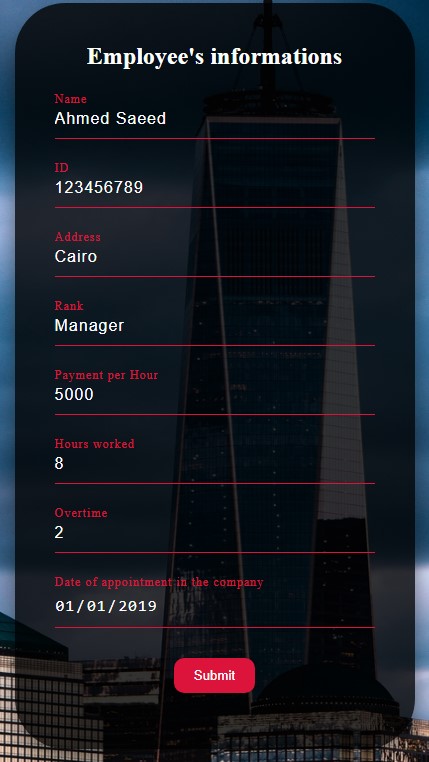 Employee's informations
Name
Ahmed Saeed
ID
123456789
Address
Cairo
Rank
Manager
Payment per Hour
5000
Hours worked
8
Overtime
2
Date of appointment in the company
01/01/2019
Submit